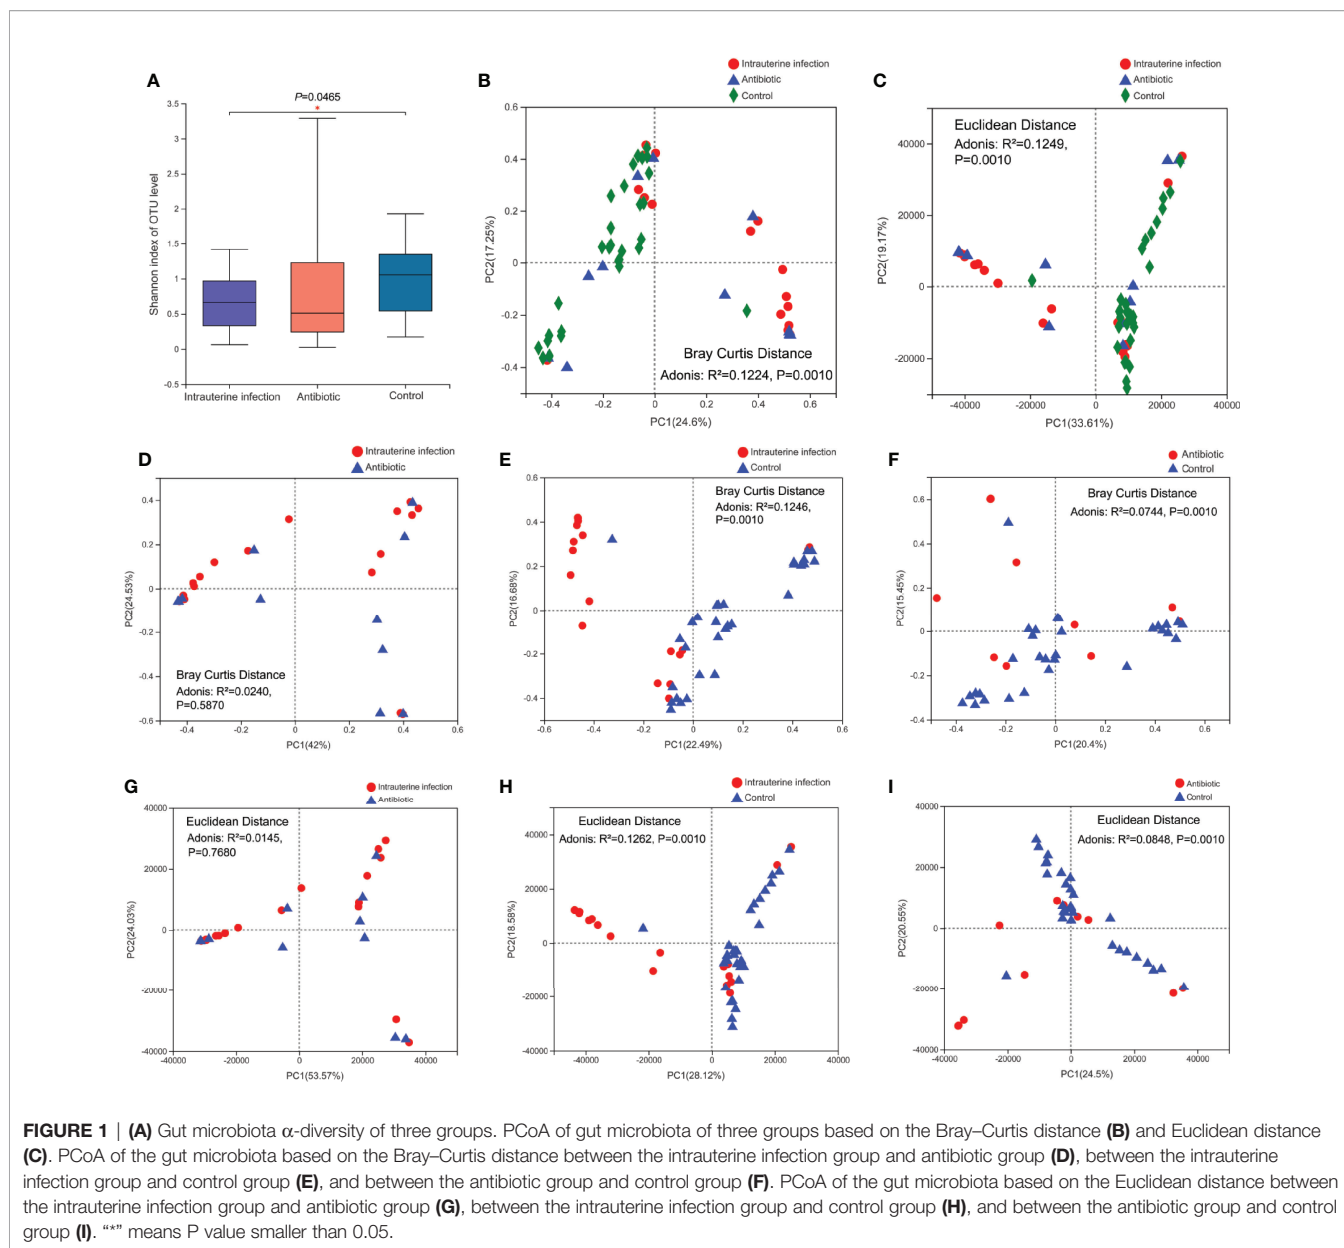 A
P=0.0465
*
Shannon index of OTU level
3.5
3
2.5
2
1.5
1
0.5
0
-0.5
Intrauterine infection
Antibiotic
Control
B
Intrauterine infection
Antibiotic
Control
PC2(17.25%)
0.6
0.4
0.2
0
-0.2
-0.4
Bray Curtis Distance
Adonis: R²=0.1224, P=0.0010
-0.4 -0.2 0 0.2 0.4 0.6
PC1(24.6%)
C
Intrauterine infection
Antibiotic
Control
Euclidean Distance
Adonis: R²=0.1249,
P=0.0010
PC2(19.17%)
40000
20000
0
-20000
-40000 -20000 0 20000 40000
PC1(33.61%)
D
Intrauterine infection
Antibiotic
PC2(24.53%)
0.4
0.2
0
-0.2
-0.4
-0.6
Bray Curtis Distance
Adonis: R²=0.0240,
P=0.5870
-0.4 -0.2 0 0.2 0.4 0.6
PC1(42%)
E
Intrauterine infection
Control
Bray Curtis Distance
Adonis: R²=0.1246,
P=0.0010
PC2(16.68%)
0.6
0.4
0.2
0
-0.2
-0.4
-0.6 -0.4 -0.2 0 0.2 0.4 0.6
PC1(22.49%)
F
Antibiotic
Control
Bray Curtis Distance
Adonis: R²=0.0744, P=0.0010
PC2(15.45%)
0.6
0.4
0.2
0
-0.2
-0.4
-0.4 -0.2 0 0.2 0.4 0.6
PC1(20.4%)
G
Intrauterine infection
Antibiotic
Euclidean Distance
Adonis: R²=0.0145,
P=0.7680
PC2(24.03%)
40000
20000
0
-20000
-40000
-40000 -20000 0 20000 40000
PC1(53.57%)
H
Intrauterine infection
Control
Euclidean Distance
Adonis: R²=0.1262, P=0.0010
PC2(18.58%)
40000
20000
0
-20000
-40000
-40000 -20000 0 20000 40000
PC1(28.12%)
I
Antibiotic
Control
Euclidean Distance
Adonis: R²=0.0848, P=0.0010
PC2(20.55%)
40000
20000
0
-20000
-40000
-40000 -20000 0 20000 40000
PC1(24.5%)
FIGURE 1 | (A) Gut microbiota α-diversity of three groups. PCoA of gut microbiota of three groups based on the Bray–Curtis distance (B) and Euclidean distance
(C). PCoA of the gut microbiota based on the Bray–Curtis distance between the intrauterine infection group and antibiotic group (D), between the intrauterine
infection group and control group (E), and between the antibiotic group and control group (F). PCoA of the gut microbiota based on the Euclidean distance between
the intrauterine infection group and antibiotic group (G), between the intrauterine infection group and control group (H), and between the antibiotic group and control
group (I). “*” means P value smaller than 0.05.